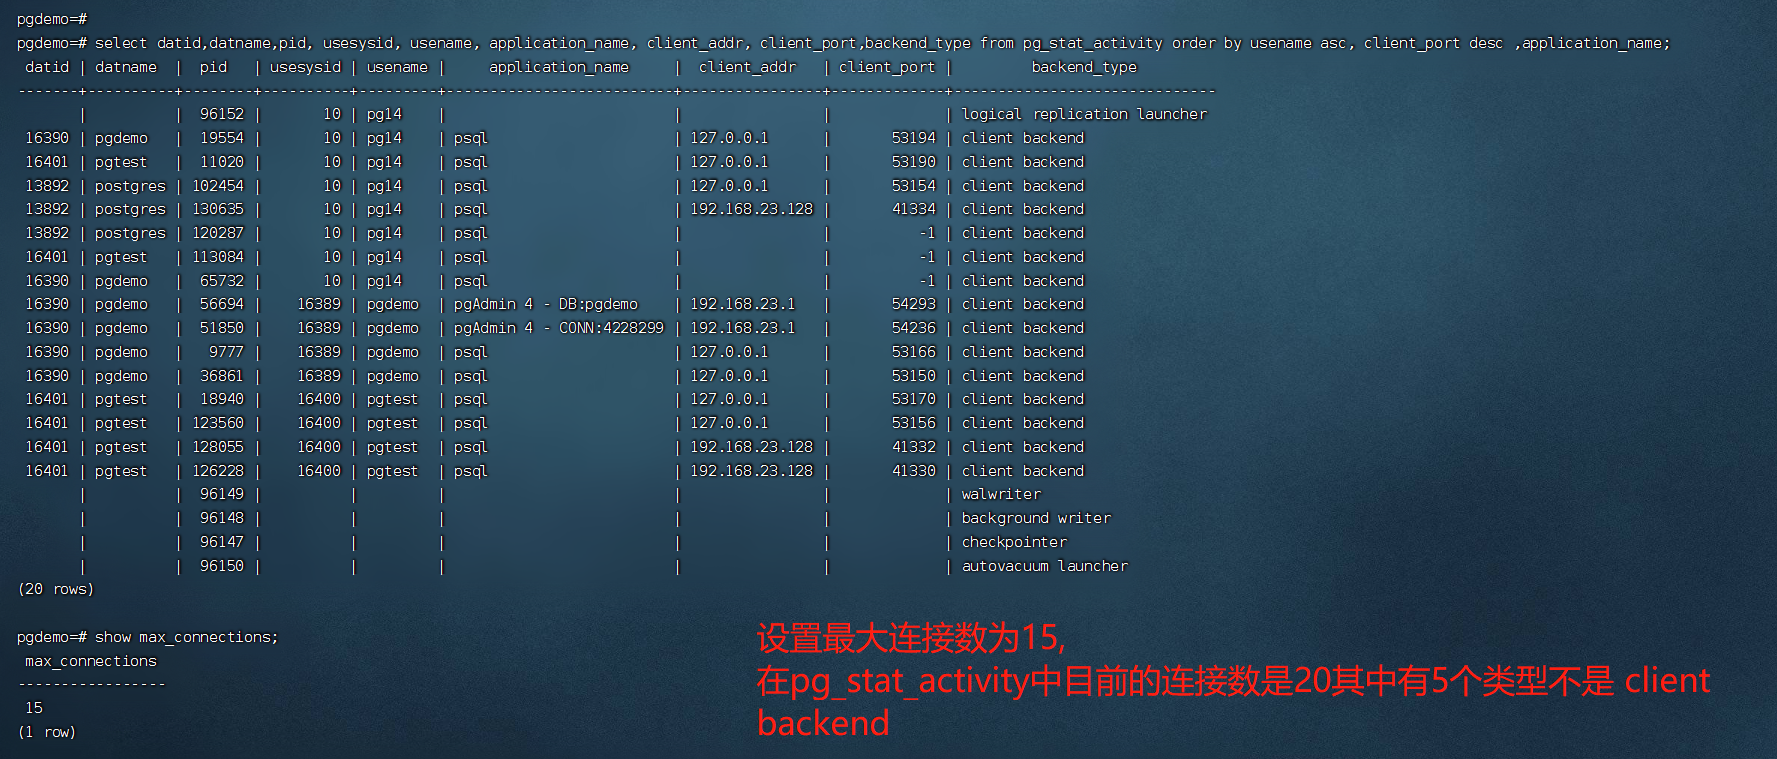 pgdemo=#
pgdemo=# select datid,datname,pid, usesysid, usename, application_name, client_addr, client_port,backend_type from pg_stat_activity order by usename asc, client_port desc ,application_name;
 datid | datname  |  pid   | usesysid | usename |     application_name     |  client_addr   | client_port |         backend_type
-------+----------+--------+----------+---------+--------------------------+----------------+-------------+------------------------------
       |          |  96152 |       10 | pg14    |                          |                |             | logical replication launcher
 16390 | pgdemo   |  19554 |       10 | pg14    | psql                     | 127.0.0.1      |       53194 | client backend
 16401 | pgtest   |  11020 |       10 | pg14    | psql                     | 127.0.0.1      |       53190 | client backend
 13892 | postgres | 102454 |       10 | pg14    | psql                     | 127.0.0.1      |       53154 | client backend
 13892 | postgres | 130635 |       10 | pg14    | psql                     | 192.168.23.128 |       41334 | client backend
 13892 | postgres | 120287 |       10 | pg14    | psql                     |                |          -1 | client backend
 16401 | pgtest   | 113084 |       10 | pg14    | psql                     |                |          -1 | client backend
 16390 | pgdemo   |  65732 |       10 | pg14    | psql                     |                |          -1 | client backend
 16390 | pgdemo   |  56694 |    16389 | pgdemo  | pgAdmin 4 - DB:pgdemo    | 192.168.23.1   |       54293 | client backend
 16390 | pgdemo   |  51850 |    16389 | pgdemo  | pgAdmin 4 - CONN:4228299 | 192.168.23.1   |       54236 | client backend
 16390 | pgdemo   |   9777 |    16389 | pgdemo  | psql                     | 127.0.0.1      |       53166 | client backend
 16390 | pgdemo   |  36861 |    16389 | pgdemo  | psql                     | 127.0.0.1      |       53150 | client backend
 16401 | pgtest   |  18940 |    16400 | pgtest  | psql                     | 127.0.0.1      |       53170 | client backend
 16401 | pgtest   | 123560 |    16400 | pgtest  | psql                     | 127.0.0.1      |       53156 | client backend
 16401 | pgtest   | 128055 |    16400 | pgtest  | psql                     | 192.168.23.128 |       41332 | client backend
 16401 | pgtest   | 126228 |    16400 | pgtest  | psql                     | 192.168.23.128 |       41330 | client backend
       |          |  96149 |          |         |                          |                |             | walwriter
       |          |  96148 |          |         |                          |                |             | background writer
       |          |  96147 |          |         |                          |                |             | checkpointer
       |          |  96150 |          |         |                          |                |             | autovacuum launcher
(20 rows)
pgdemo=# show max_connections;
 max_connections
-----------------
 15
(1 row)
设置最大连接数为15,
在pg_stat_activity中目前的连接数是20其中有5个类型不是 client
backend